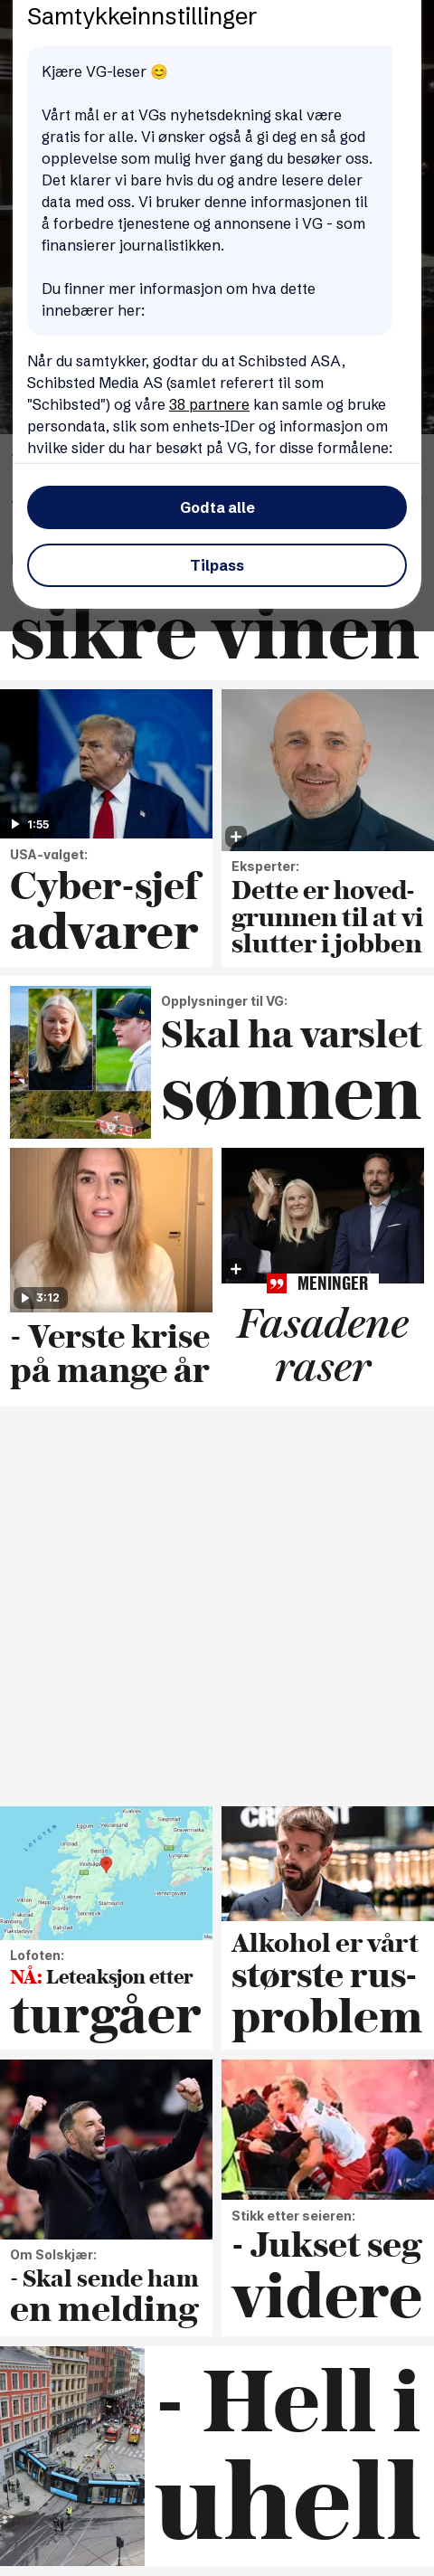 Samtykkeinnstillinger
Kjære VG-leser 😊
Vårt mål er at VGs nyhetsdekning skal være
gratis for alle. Vi ønsker også å gi deg en så god
opplevelse som mulig hver gang du besøker oss.
Det klarer vi bare hvis du og andre lesere deler
data med oss. Vi bruker denne informasjonen til
å forbedre tjenestene og annonsene i VG - som
finansierer journalistikken.
Du finner mer informasjon om hva dette
innebærer her:
Når du samtykker, godtar du at Schibsted ASA,
Schibsted Media AS (samlet referert til som
"Schibsted") og våre 38 partnere kan samle og bruke
persondata, slik som enhets-IDer og informasjon om
hvilke sider du har besøkt på VG, for disse formålene:
Godta alle
Tilpass
sikre vinen
1:55
USA-valget:
Cyber-sjef
advarer
Eksperter:
Dette er hoved-
grunnen til at vi
slutter i jobben
Opplysninger til VG:
Skal ha varslet
sønnen
3:12
- Verste krise
på mange år
MENINGER
Fasadene
raser
LOFOTEN
Lofoten:
NÅ: Leteaksjon etter
turgåer
Alkohol er vårt
største rus-
problem
Om Solskjær:
- Skal sende ham
en melding
Stikk etter seieren:
- Jukset seg
videre
- Hell i
uhell